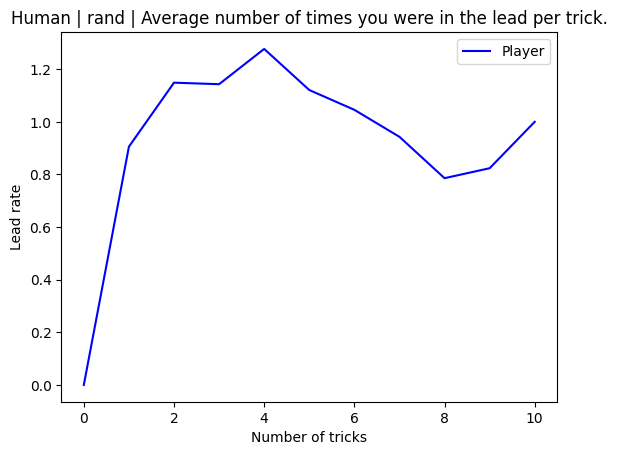 Human | rand | Average number of times you were in the lead per trick.
Player
1.2
1.0
0.8
0.6
0.4
0.2
0.0
Lead rate
0 2 4 6 8 10
Number of tricks